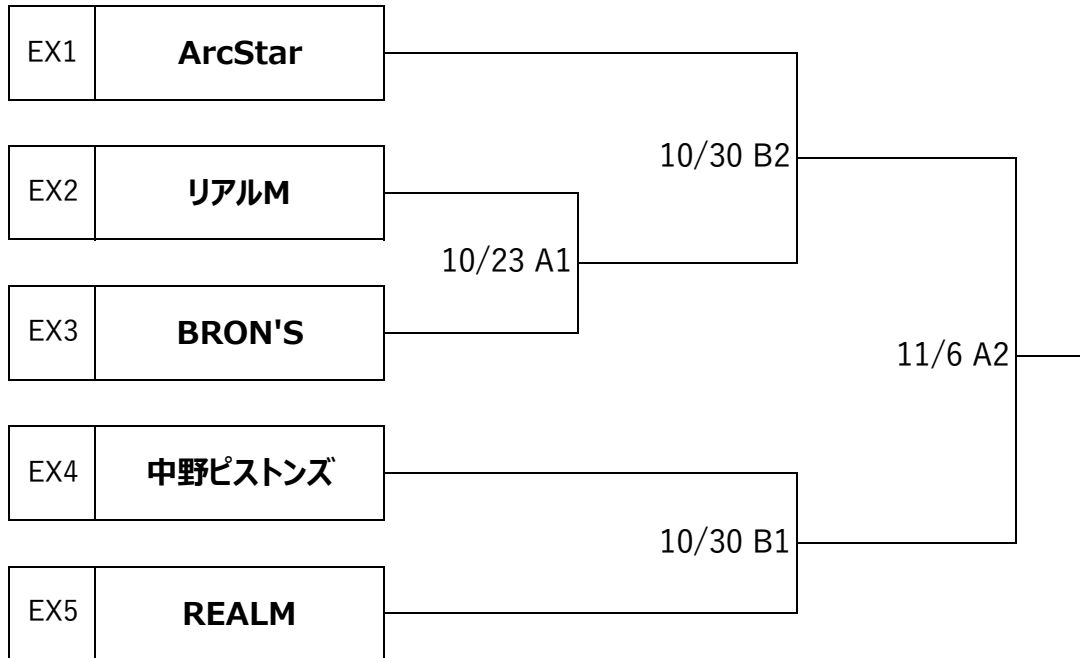 EX1 ArcStar
10/30 B2
EX2 リアルM
10/23 A1
EX3 BRON'S
11/6 A2
EX4 中野ピストンズ
10/30 B1
EX5 REALM